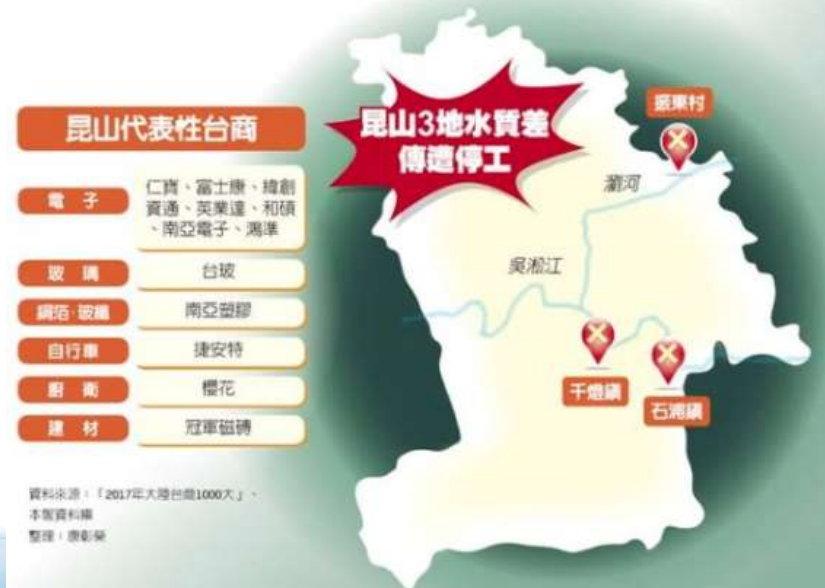 昆山代表性台商
電子
仁寶、富士康、緯創
資通、英業達、和碩
、南亞電子、鴻準
玻璃
台玻
銅箔·玻纖
南亞塑膠
自行車
捷安特
廚衛
櫻花
建材
冠軍磁磚
資料來源：「2017年大陸台商1000大」、
本報資料庫
整理：康彰榮
昆山3地水質差
傳遭停工
振東村
瀏河
吳淞江
千燈鎮
石浦鎮